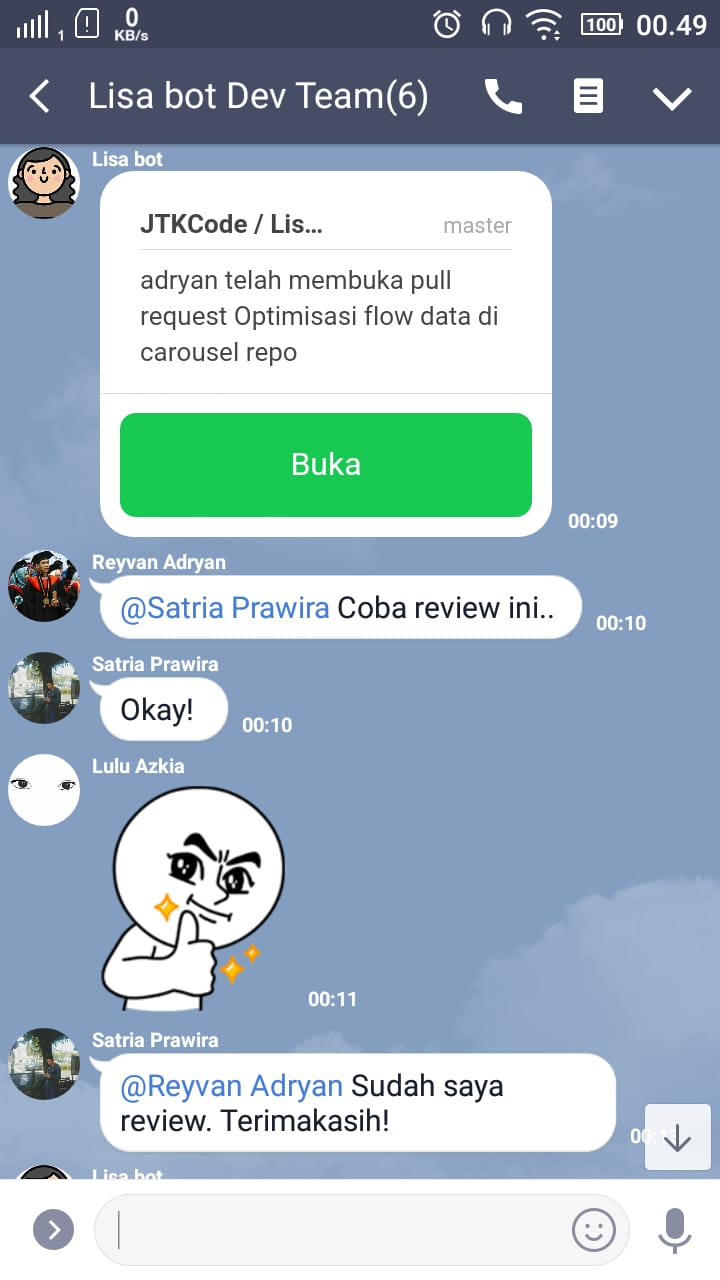 1
0
KB/s
100
00.49
Lisa bot Dev Team(6)
Lisa bot
JTKCode / Lis...
master
adryan telah membuka pull
request Optimisasi flow data di
carousel repo
Buka
00:09
Reyvan Adryan
@Satria Prawira Coba review ini..
00:10
Satria Prawira
Okay!
00:10
Lulu Azkia
00:11
Satria Prawira
@Reyvan Adryan Sudah saya
review. Terimakasih!
Lisa bot